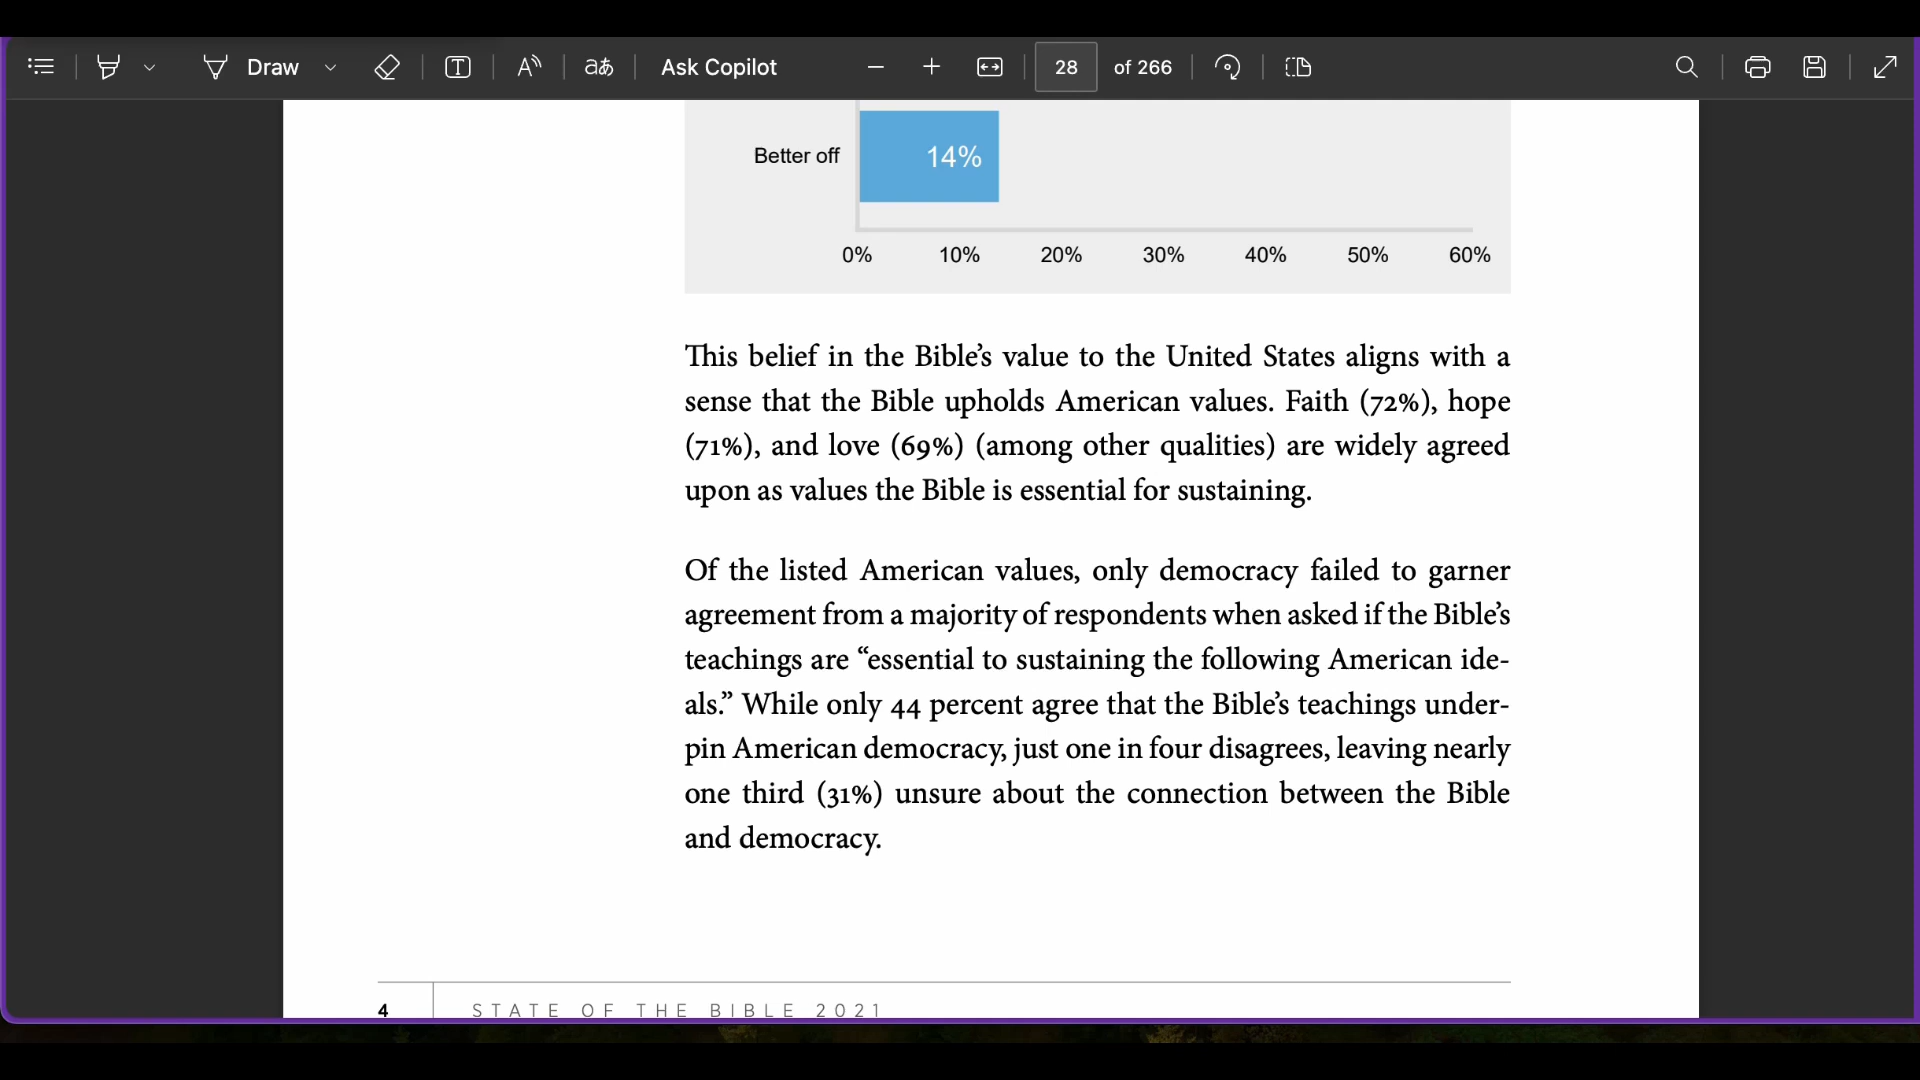 Draw
aあ
Ask Copilot
28 of 266
Better off 14%
0% 10% 20% 30% 40% 50% 60%
This belief in the Bible’s value to the United States aligns with a
sense that the Bible upholds American values. Faith (72%), hope
(71%), and love (69%) (among other qualities) are widely agreed
upon as values the Bible is essential for sustaining.
Of the listed American values, only democracy failed to garner
agreement from a majority of respondents when asked if the Bible’s
teachings are “essential to sustaining the following American ide-
als.” While only 44 percent agree that the Bible’s teachings under-
pin American democracy, just one in four disagrees, leaving nearly
one third (31%) unsure about the connection between the Bible
and democracy.
4 STATE OF THE BIBLE 2021